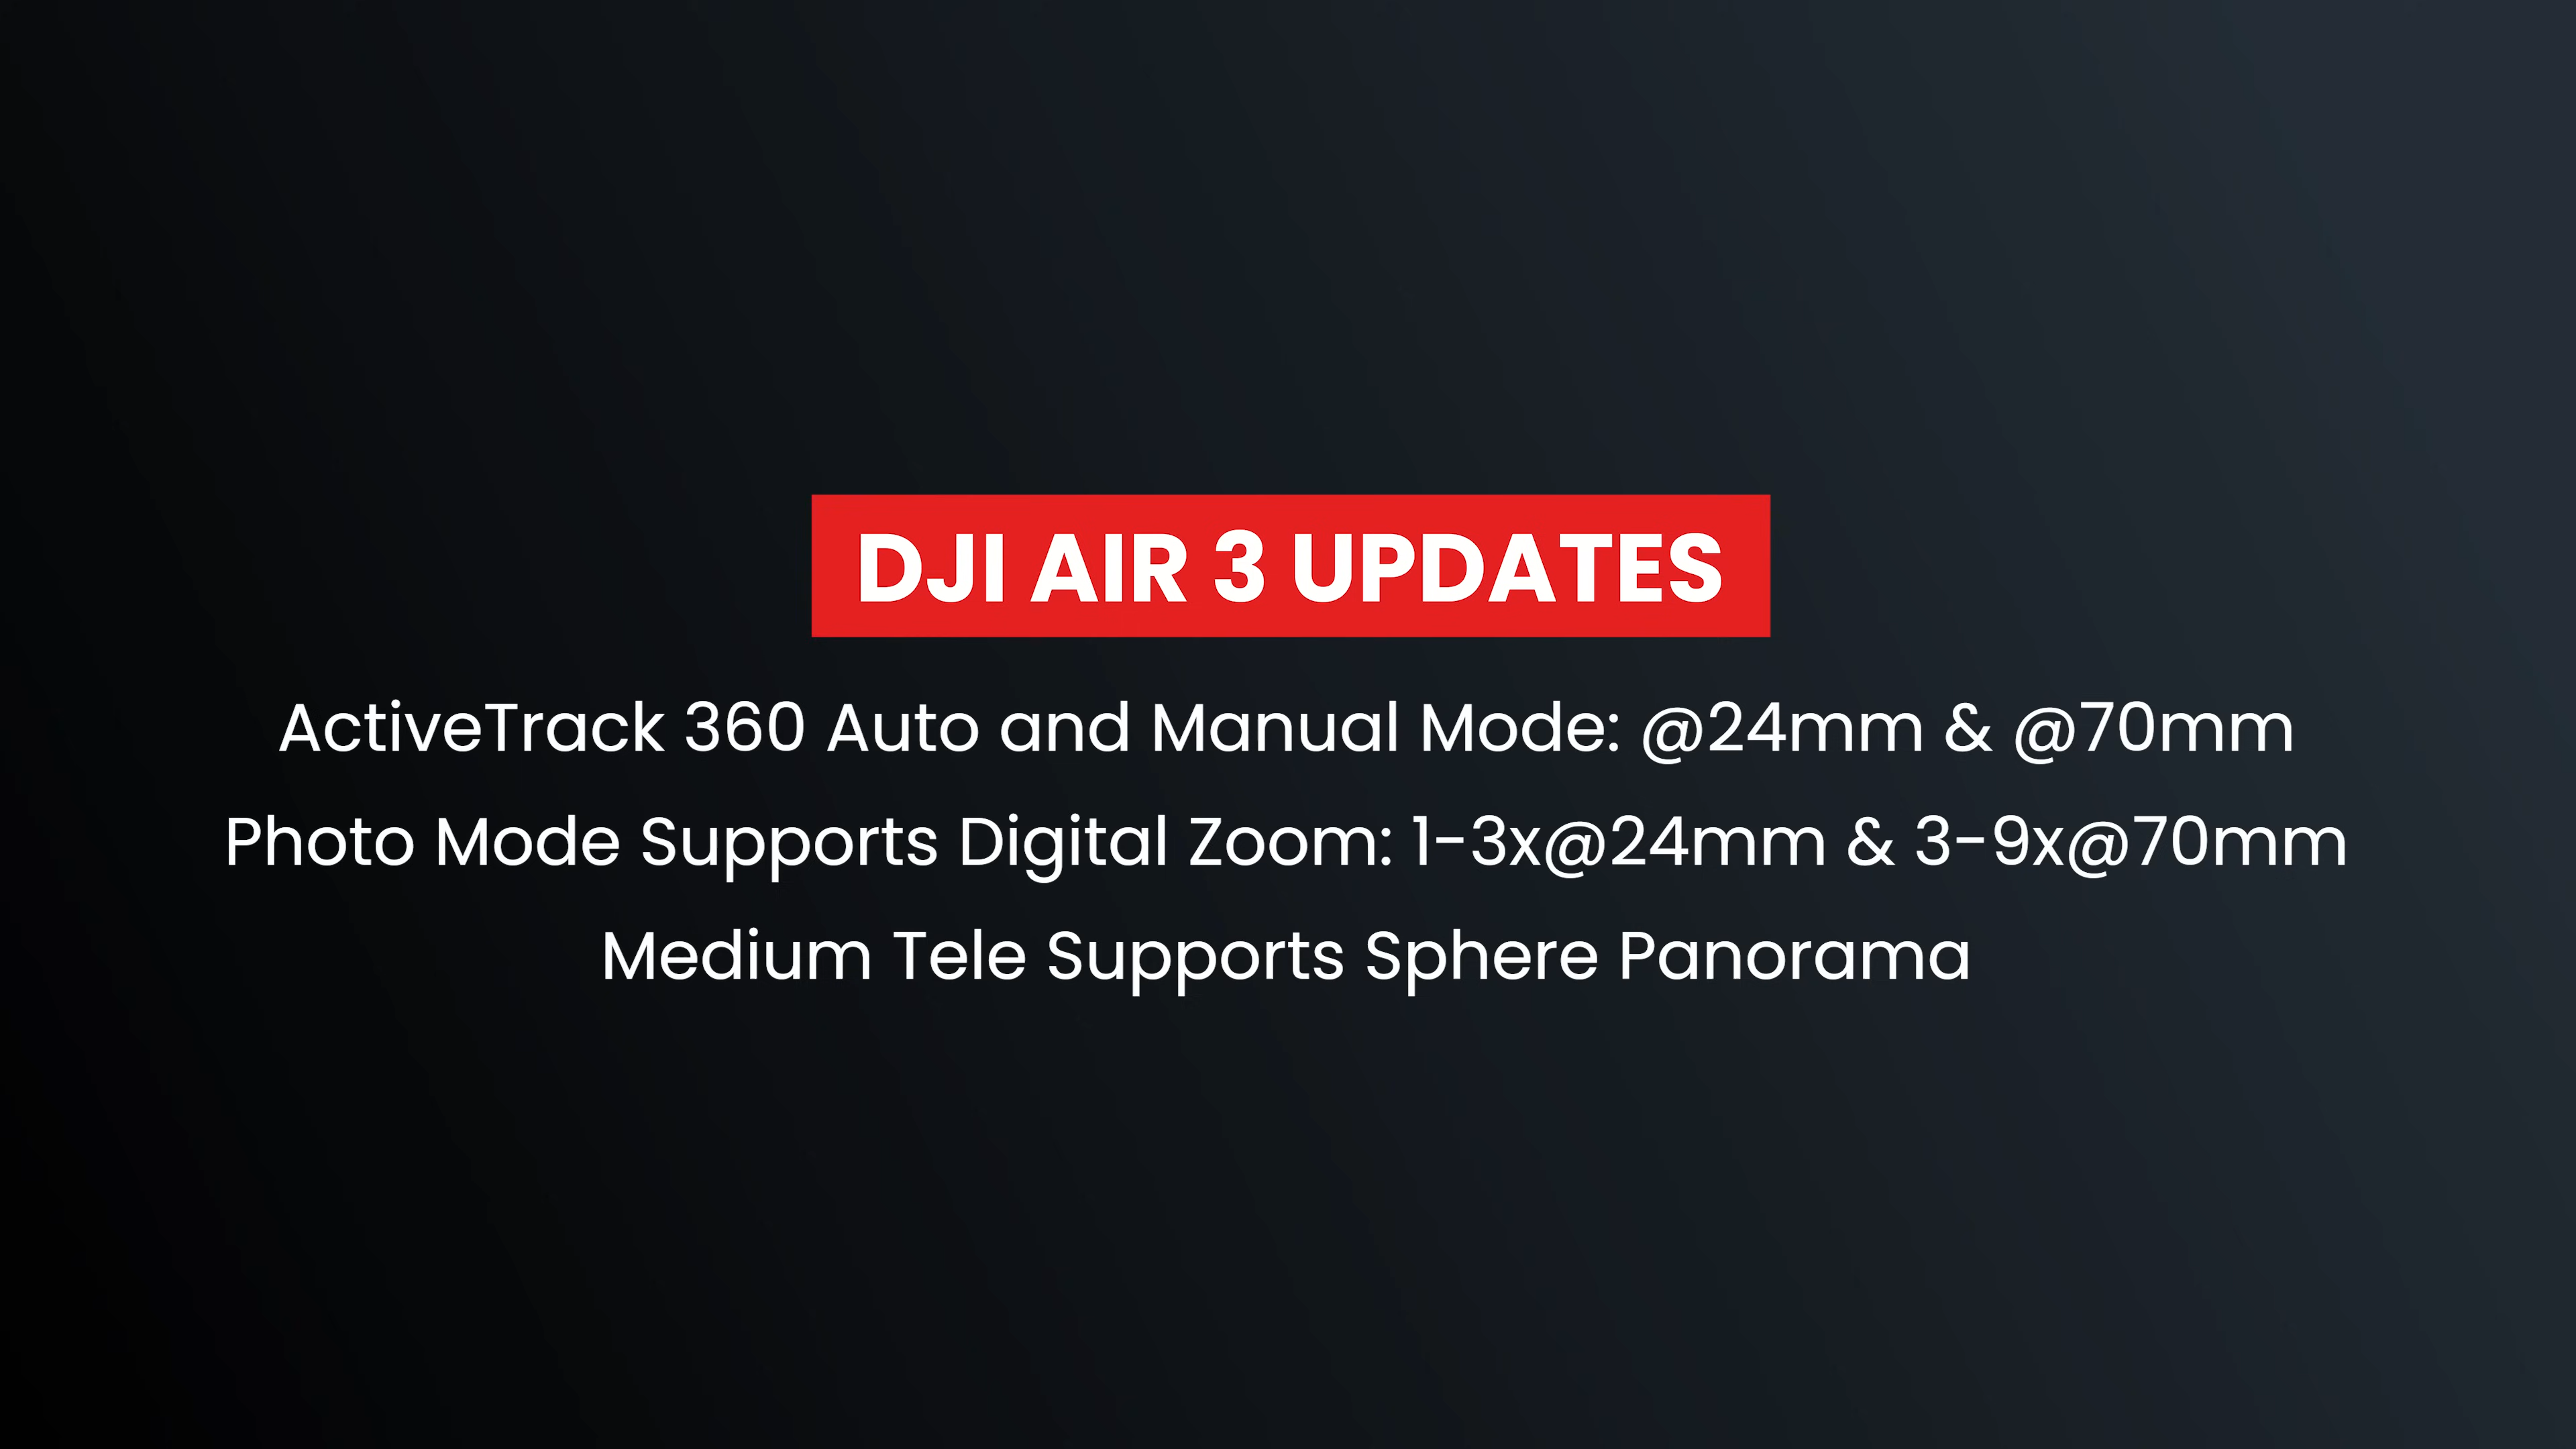 DJI AIR 3 UPDATES
ActiveTrack 360 Auto and Manual Mode: @24mm & @70mm
Photo Mode Supports Digital Zoom: 1-3x@24mm & 3-9x@70mm
Medium Tele Supports Sphere Panorama